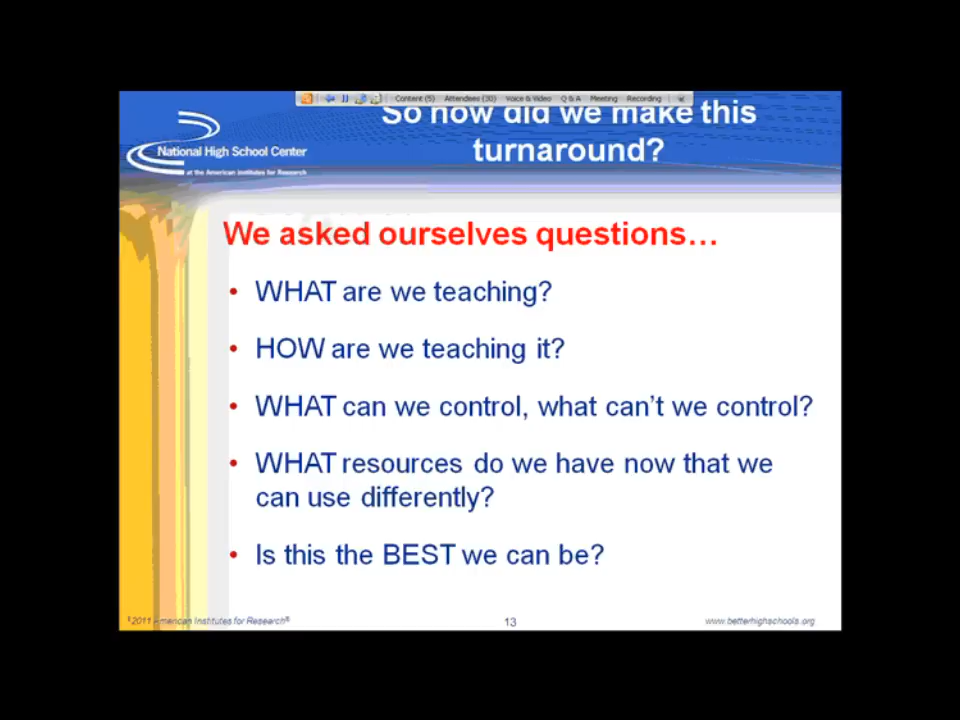 Content (5) Attendees (30) Voice & Video Q & A Meeting Recording
So how did we make this
turnaround?
National High School Center
at the American Institutes for Research
We asked ourselves questions…
• WHAT are we teaching?
• HOW are we teaching it?
• WHAT can we control, what can't we control?
• WHAT resources do we have now that we
can use differently?
• Is this the BEST we can be?
2011 American Institutes for Research®
13
www.betterhighschools.org